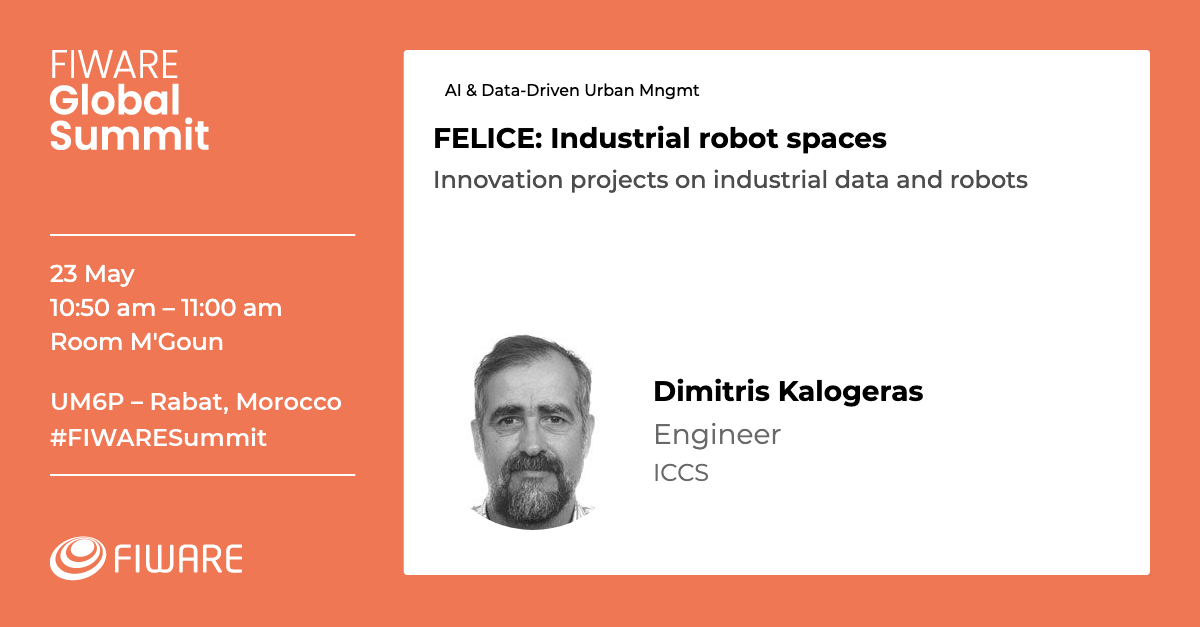 FIWARE
Global
Summit
23 May
10:50 am – 11:00 am
Room M'Goun
UM6P – Rabat, Morocco
#FIWARESummit
FIWARE
AI & Data-Driven Urban Mngmt
FELICE: Industrial robot spaces
Innovation projects on industrial data and robots
Dimitris Kalogeras
Engineer
ICCS